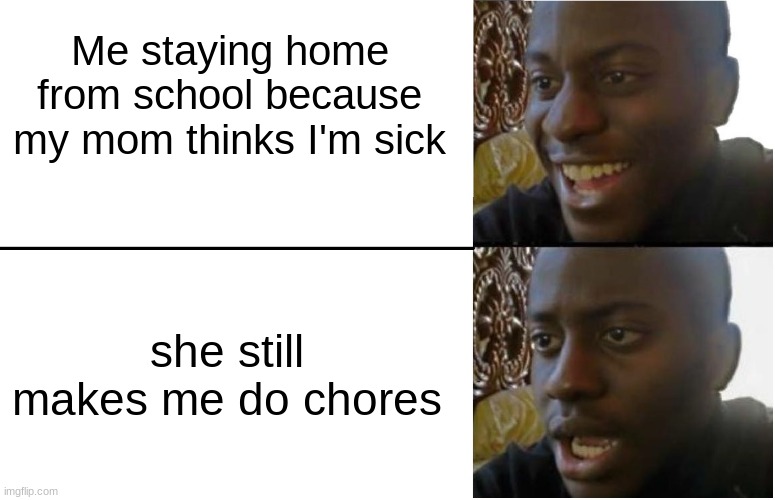 Me staying home
from school because
my mom thinks I'm sick
she still
makes me do chores
imgflip.com